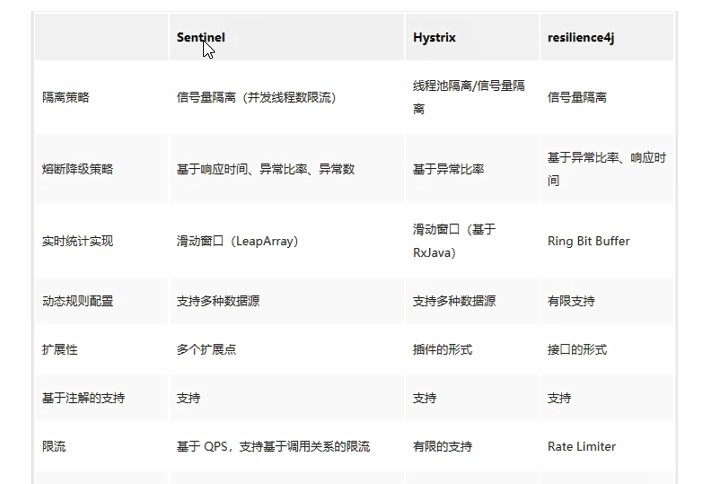 Sentinel Hystrix resilience4j
隔离策略 信号量隔离（并发线程数限流） 线程池隔离/信号量隔
离 信号量隔离
熔断降级策略 基于响应时间、异常比率、异常数 基于异常比率 基于异常比率、响应时
间
实时统计实现 滑动窗口（LeapArray） 滑动窗口（基于
RxJava） Ring Bit Buffer
动态规则配置 支持多种数据源 支持多种数据源 有限支持
扩展性 多个扩展点 插件的形式 接口的形式
基于注解的支持 支持 支持 支持
限流 基于 QPS，支持基于调用关系的限流 有限的支持 Rate Limiter